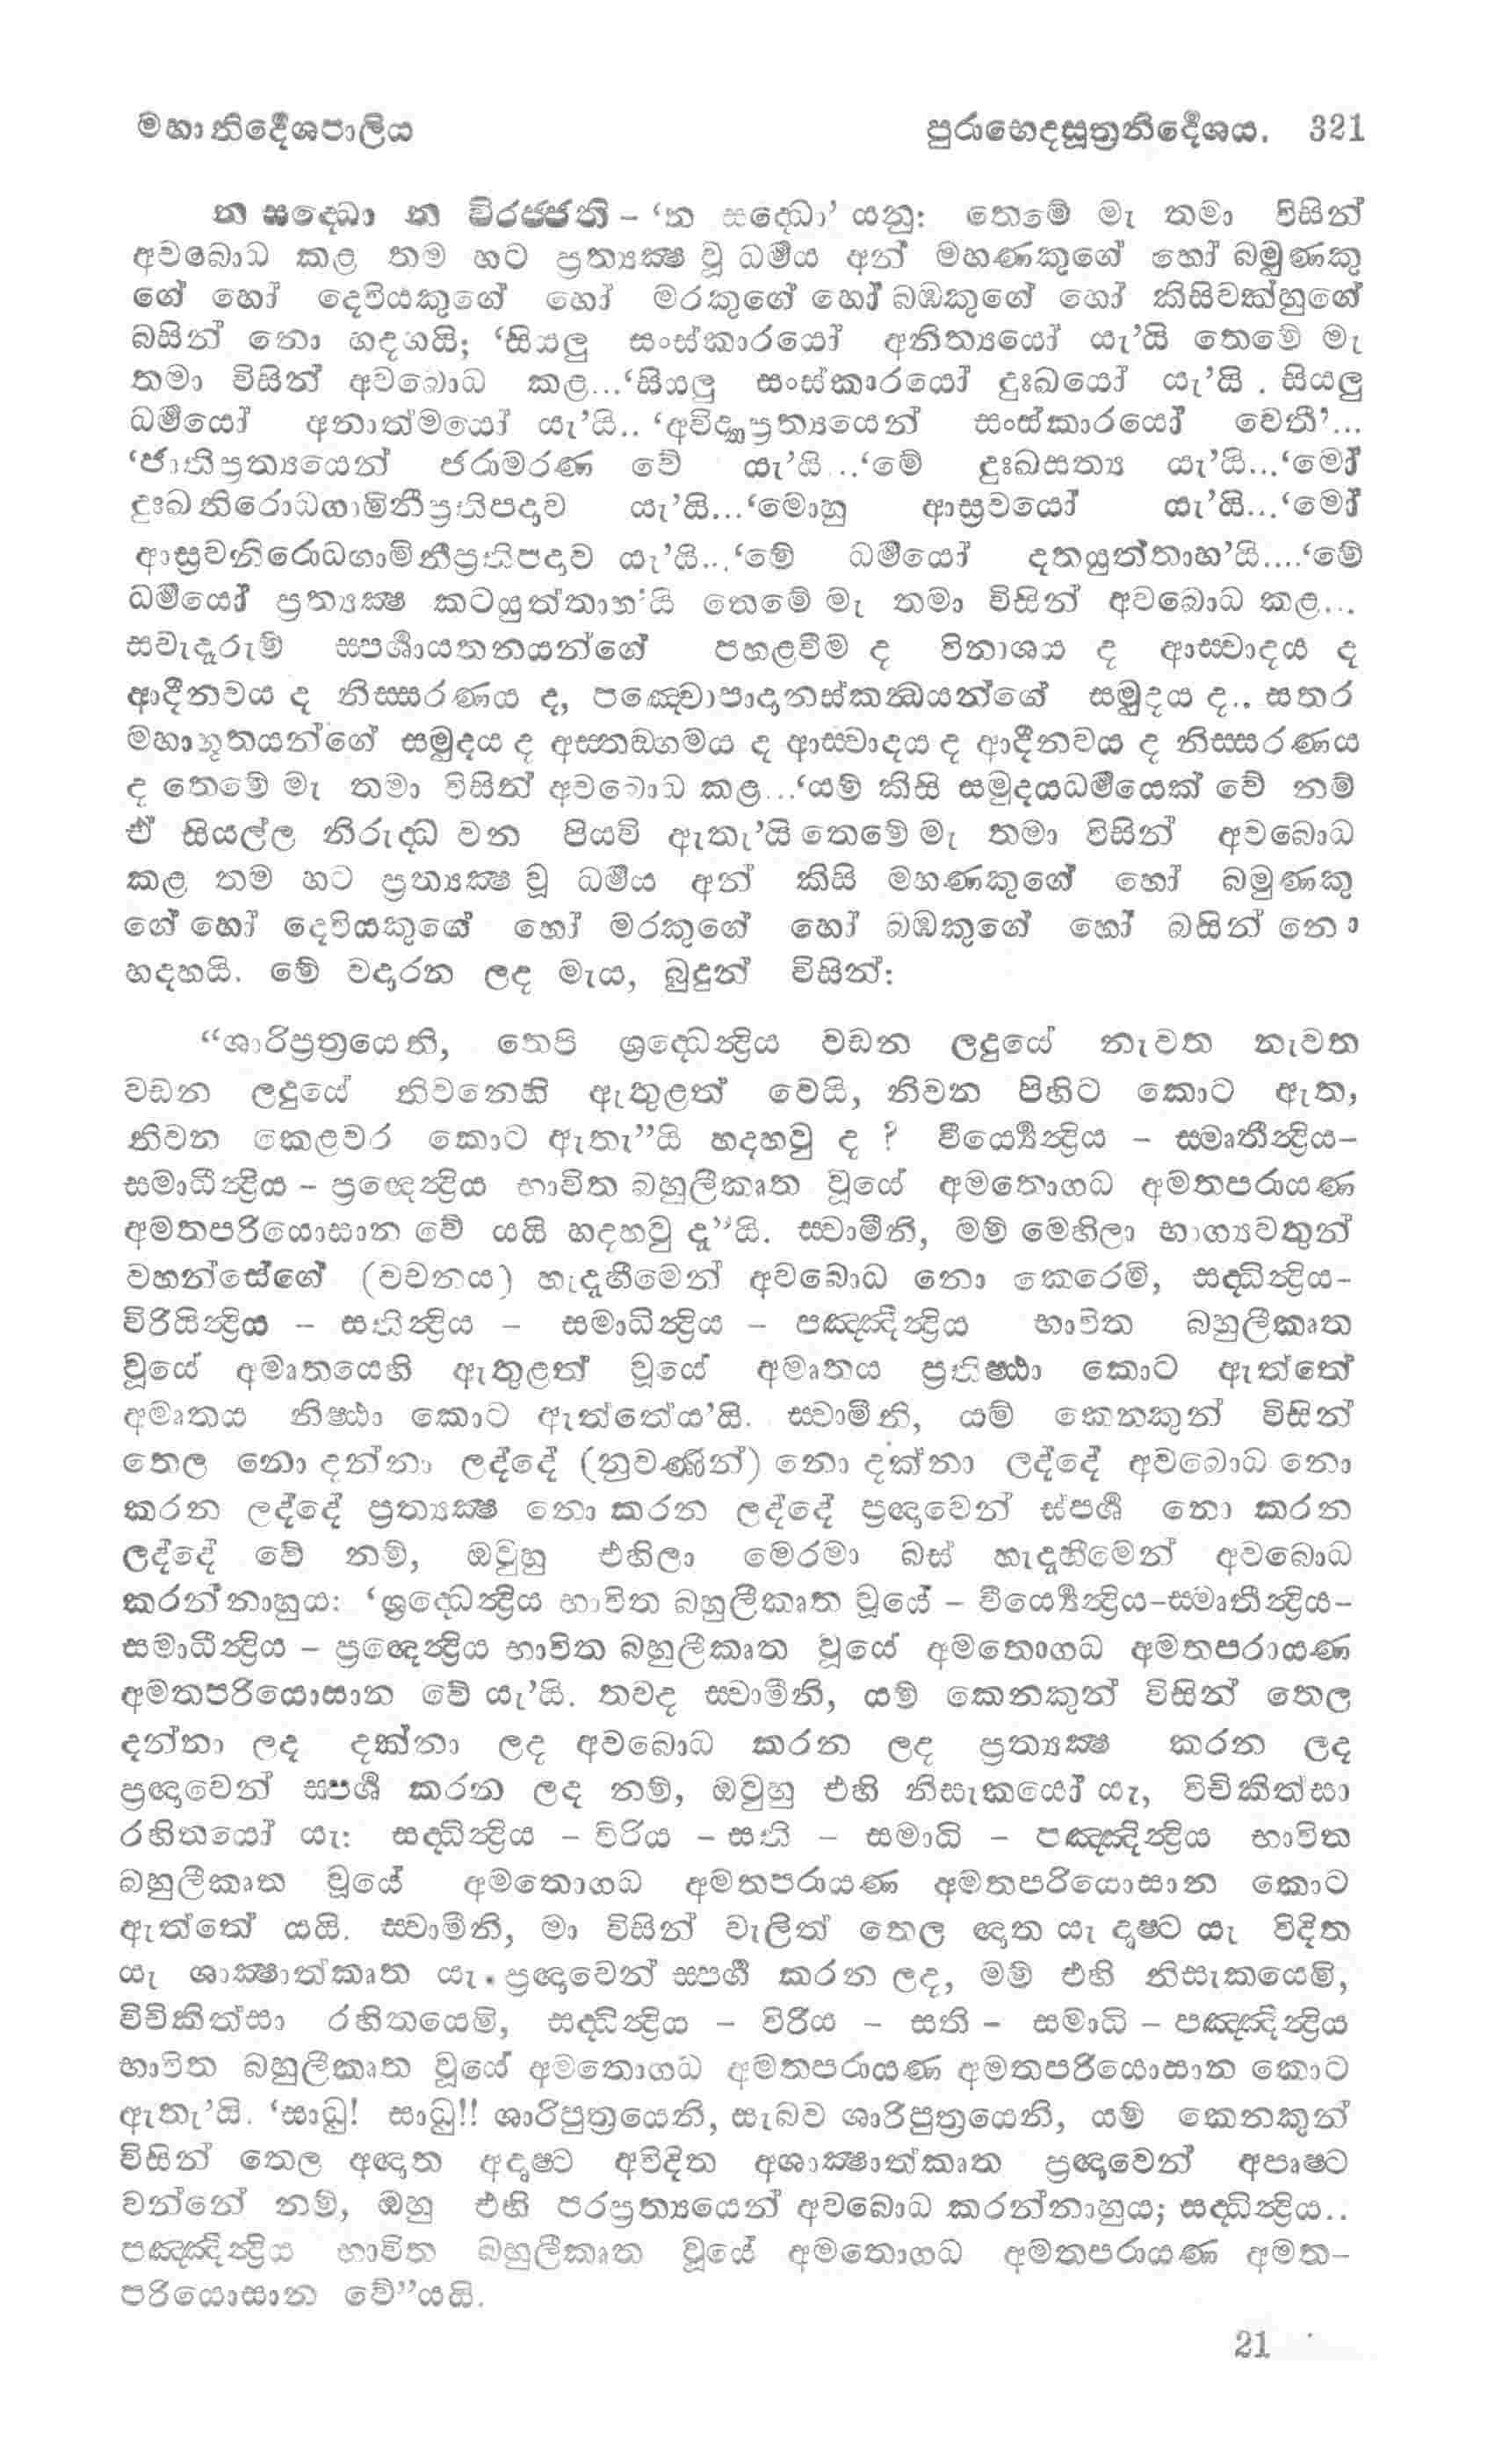 මහා නිර්දේශපාලිය පුරාභෙදසූත්‍රනිර්දේශය. 321
න සද්ධො න විරජ්ජති – ‘න සද්ධො’ යනු: තෙමේ මැ තමා විසින්
අවබොධ කළ තම හට ප්‍රත්‍යක්‍ෂ වූ ධර්‍මය අන් මහණකුගේ හෝ බමුණකු
ගේ හෝ දෙවියකුගේ හෝ මරකුගේ හෝ බඹකුගේ හෝ කිසිවක්හුගේ
බසින් නො හදහයි; ‘සියලු සංස්කාරයෝ අනිත්‍යයෝ යැ’යි තෙමේ මැ
තමා විසින් අවබොධ කළ...‘සියලු සංස්කාරයෝ දුඃඛයෝ යැ’යි . සියලු
ධර්‍මයෝ අනාත්මයෝ යැ’යි.. ‘අවිද්‍යාප්‍රත්‍යයෙන් සංස්කාරයෝ වෙතී’...
‘ජාතිප්‍රත්‍යයෙන් ජරාමරණ වේ යැ’යි...‘මේ දුඃඛසත්‍ය යැ’යි...‘මෝ
දුඃඛනිරොධගාමිනීප්‍රතිපදාව යැ’යි...‘මොහු ආස්‍රවයෝ යැ’යි...‘මෝ
ආස්‍රවනිරොධගාමිනීප්‍රතිපදාව යැ’යි...‘මේ ධර්‍මයෝ දතයුත්තාහ’යි....‘මේ
ධර්‍මයෝ ප්‍රත්‍යක්‍ෂ කටයුත්තාහ’යි තෙමේ මැ තමා විසින් අවබොධ කළ...
සවැදෑරුම් ස්පර්‍ශායතනයන්ගේ පහළවීම ද විනාශය ද ආස්වාදය ද
ආදීනවය ද නිස්සරණය ද, පඤ්චොපාදානස්කන්‍ධයන්ගේ සමුදය ද.. සතර
මහාභූතයන්ගේ සමුදය ද අස්තඞ්ගමය ද ආස්වාදය ද ආදීනවය ද නිස්සරණය
ද තෙමේ මැ තමා විසින් අවබොධ කළ...‘යම් කිසි සමුදයධර්‍මයෙක් වේ නම්
ඒ සියල්ල නිරුද්ධ වන පියවි ඇතැ’යි තෙමේ මැ තමා විසින් අවබොධ
කළ තම හට ප්‍රත්‍යක්‍ෂ වූ ධර්‍මය අන් කිසි මහණකුගේ හෝ බමුණකු
ගේ හෝ දෙවියකුගේ හෝ මරකුගේ හෝ බඹකුගේ හෝ බසින් නො
හදහයි. මේ වදාරන ලද මැය, බුදුන් විසින්:
“ශාරිප්‍රත්‍රයෙනි, තෙපි ශ්‍රද්ධෙන්‍ද්‍රිය වඩන ලදුයේ නැවත නැවත
වඩන ලදුයේ නිවනෙහි ඇතුළත් වෙයි, නිවන පිහිට කොට ඇත,
නිවන කෙළවර කොට ඇතැ”යි හදහවු ද ? වීර්‍ය්‍යෙන්‍ද්‍රිය – සමෘතීන්‍ද්‍රිය–
සමාධීන්‍ද්‍රිය – ප්‍රඥෙන්‍ද්‍රිය භාවිත බහුලීකෘත වූයේ අමතොගධ අමතපරායණ
අමතපරියොසාන වේ යයි හදහවු දැ”යි. ස්වාමීනි, මම් මෙහිලා භාග්‍යවතුන්
වහන්සේගේ (වචනය) හැදැහීමෙන් අවබොධ නො කෙරෙමි, සද්ධින්‍ද්‍රිය–
විරියින්‍ද්‍රිය – සතින්‍ද්‍රිය – සමාධින්‍ද්‍රිය – පඤ්ඤින්‍ද්‍රිය භාවිත බහුලීකෘත
වූයේ අමෘතයෙහි ඇතුළත් වූයේ අමෘතය ප්‍රතිෂ්ඨා කොට ඇත්තේ
අමෘතය නිෂ්ඨා කොට ඇත්තේය’යි. ස්වාමීනි, යම් කෙනකුන් විසින්
තෙල නො දන්නා ලද්දේ (නුවණින්) නො දක්නා ලද්දේ අවබොධ නො
කරන ලද්දේ ප්‍රත්‍යක්‍ෂ නො කරන ලද්දේ ප්‍රඥාවෙන් ස්පර්‍ශ නො කරන
ලද්දේ වේ නම්, ඔවුහු එහිලා මෙරමා බස් හැදැහීමෙන් අවබොධ
කරන්නාහුය: ‘ශ්‍රද්ධෙන්‍ද්‍රිය භාවිත බහුලීකෘත වූයේ – වීර්‍ය්‍යෙන්‍ද්‍රිය–සමෘතීන්‍ද්‍රිය–
සමාධීන්‍ද්‍රිය – ප්‍රඥෙන්‍ද්‍රිය භාවිත බහුලීකෘත වූයේ අමතොගධ අමතපරායණ
අමතපරියොසාන වේ යැ’යි. තවද ස්වාමීනි, යම් කෙනකුන් විසින් තෙල
දන්නා ලද දක්නා ලද අවබොධ කරන ලද ප්‍රත්‍යක්‍ෂ කරන ලද
ප්‍රඥාවෙන් ස්පර්‍ශ කරන ලද නම්, ඔවුහු එහි නිසැකයෝ යැ, විචිකිත්සා
රහිතයෝ යැ: සද්ධින්‍ද්‍රිය – විරිය – සති – සමාධි – පඤ්ඤින්‍ද්‍රිය භාවිත
බහුලීකෘත වූයේ අමතොගධ අමතපරායණ අමතපරියොසාන කොට
ඇත්තේ යයි. ස්වාමීනි, මා විසින් වැලිත් තෙල ඥාත යැ දෘෂ්ට යැ විදිත
යැ ශාක්‍ෂාත්කෘත යැ. ප්‍රඥාවෙන් ස්පර්‍ශ කරන ලද, මම් එහි නිසැකයෙමි,
විචිකිත්සා රහිතයෙමි, සද්ධින්‍ද්‍රිය – විරිය – සති – සමාධි – පඤ්ඤින්‍ද්‍රිය
භාවිත බහුලීකෘත වූයේ අමතොගධ අමතපරායණ අමතපරියොසාන කොට
ඇතැ’යි. ‘සාධු! සාධු!! ශාරිපුත්‍රයෙනි, සැබව ශාරිපුත්‍රයෙනි, යම් කෙනකුන්
විසින් තෙල අඥාත අදෘෂ්ට අවිදිත අශාක්‍ෂාත්කෘත ප්‍රඥාවෙන් අපෘෂ්ට
වන්නේ නම්, ඔහු එහි පරප්‍රත්‍යයෙන් අවබොධ කරන්නාහුය; සද්ධින්‍ද්‍රිය..
පඤ්ඤින්‍ද්‍රිය භාවිත බහුලීකෘත වූයේ අමතොගධ අමතපරායණ අමත–
පරියොසාන වේ”යයි.
21